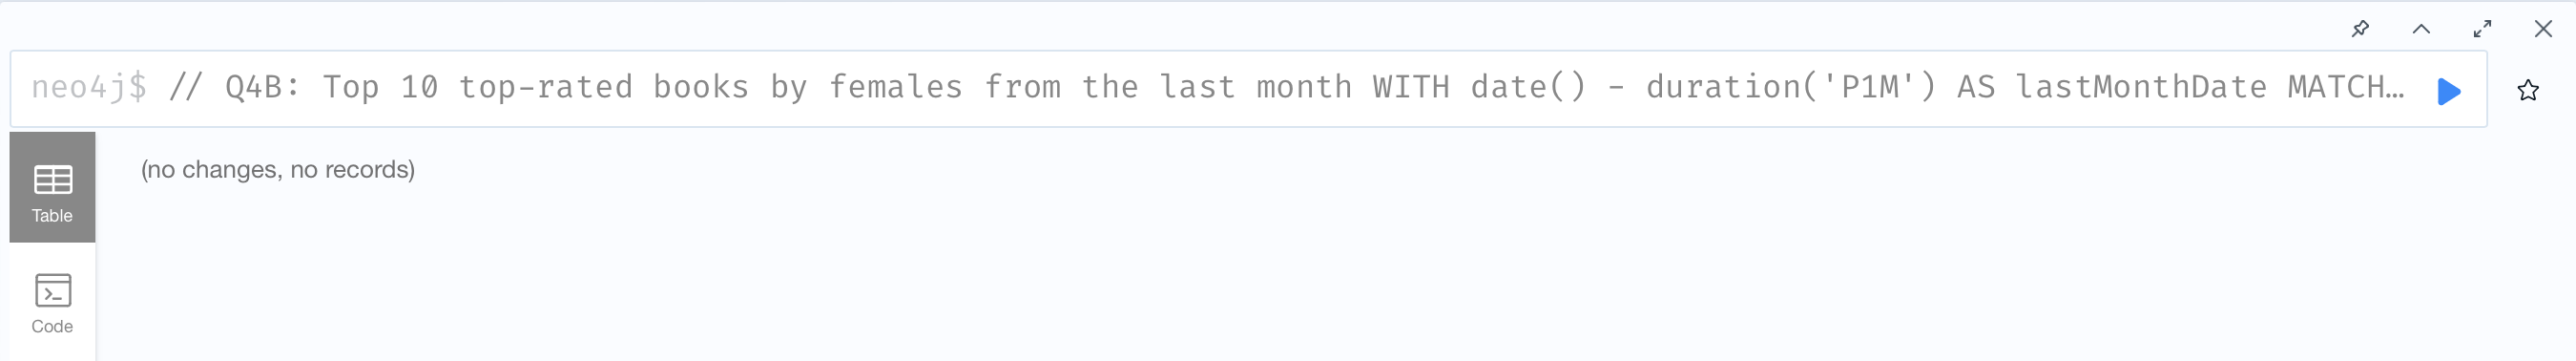 neo4j$ // Q4B: Top 10 top-rated books by females from the last month WITH date() - duration('P1M') AS lastMonthDate MATCH…
(no changes, no records)
Table
Code